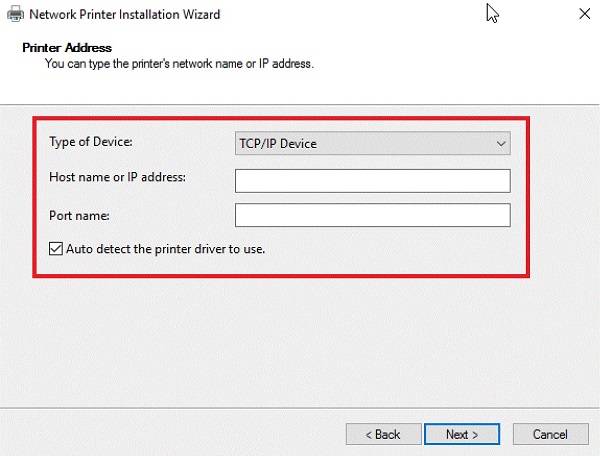 Network Printer Installation Wizard
Printer Address
You can type the printer's network name or IP address.
Type of Device: TCP/IP Device
Host name or IP address:
Port name:
Auto detect the printer driver to use.
< Back Next > Cancel